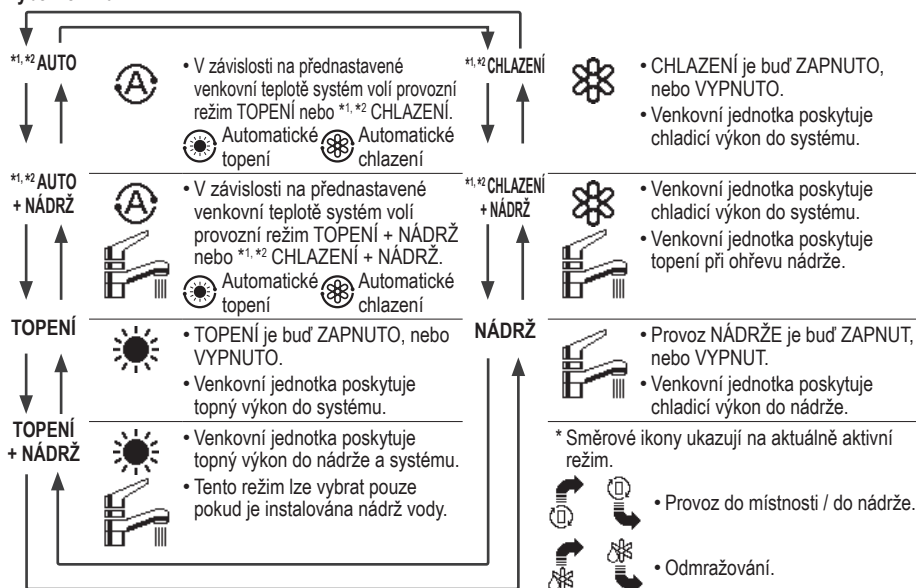 *1, *2 AUTO
• V závislosti na přednastavené
venkovní teplotě systém volí provozní
režim TOPENÍ nebo *1, *2 CHLAZENÍ.
Automatické topení
Automatické chlazení
*1, *2 AUTO
+ NÁDRŽ
• V závislosti na přednastavené
venkovní teplotě systém volí
provozní režim TOPENÍ + NÁDRŽ
nebo *1, *2 CHLAZENÍ + NÁDRŽ.
Automatické topení
Automatické chlazení
TOPENÍ
• TOPENÍ je buď ZAPNUTO, nebo
VYPNUTO.
• Venkovní jednotka poskytuje
topný výkon do systému.
TOPENÍ
+ NÁDRŽ
• Venkovní jednotka poskytuje
topný výkon do nádrže a systému.
• Tento režim lze vybrat pouze
pokud je instalována nádrž vody.
*1, *2 CHLAZENÍ
• CHLAZENÍ je buď ZAPNUTO,
nebo VYPNUTO.
• Venkovní jednotka poskytuje
chladicí výkon do systému.
*1, *2 CHLAZENÍ
+ NÁDRŽ
• Venkovní jednotka poskytuje
chladicí výkon do systému.
• Venkovní jednotka poskytuje
topení při ohřevu nádrže.
NÁDRŽ
• Provoz NÁDRŽE je buď ZAPNUT,
nebo VYPNUT.
• Venkovní jednotka poskytuje
chladicí výkon do nádrže.
* Směrové ikony ukazují na aktuálně aktivní
režim.
• Provoz do místnosti / do nádrže.
• Odmražování.